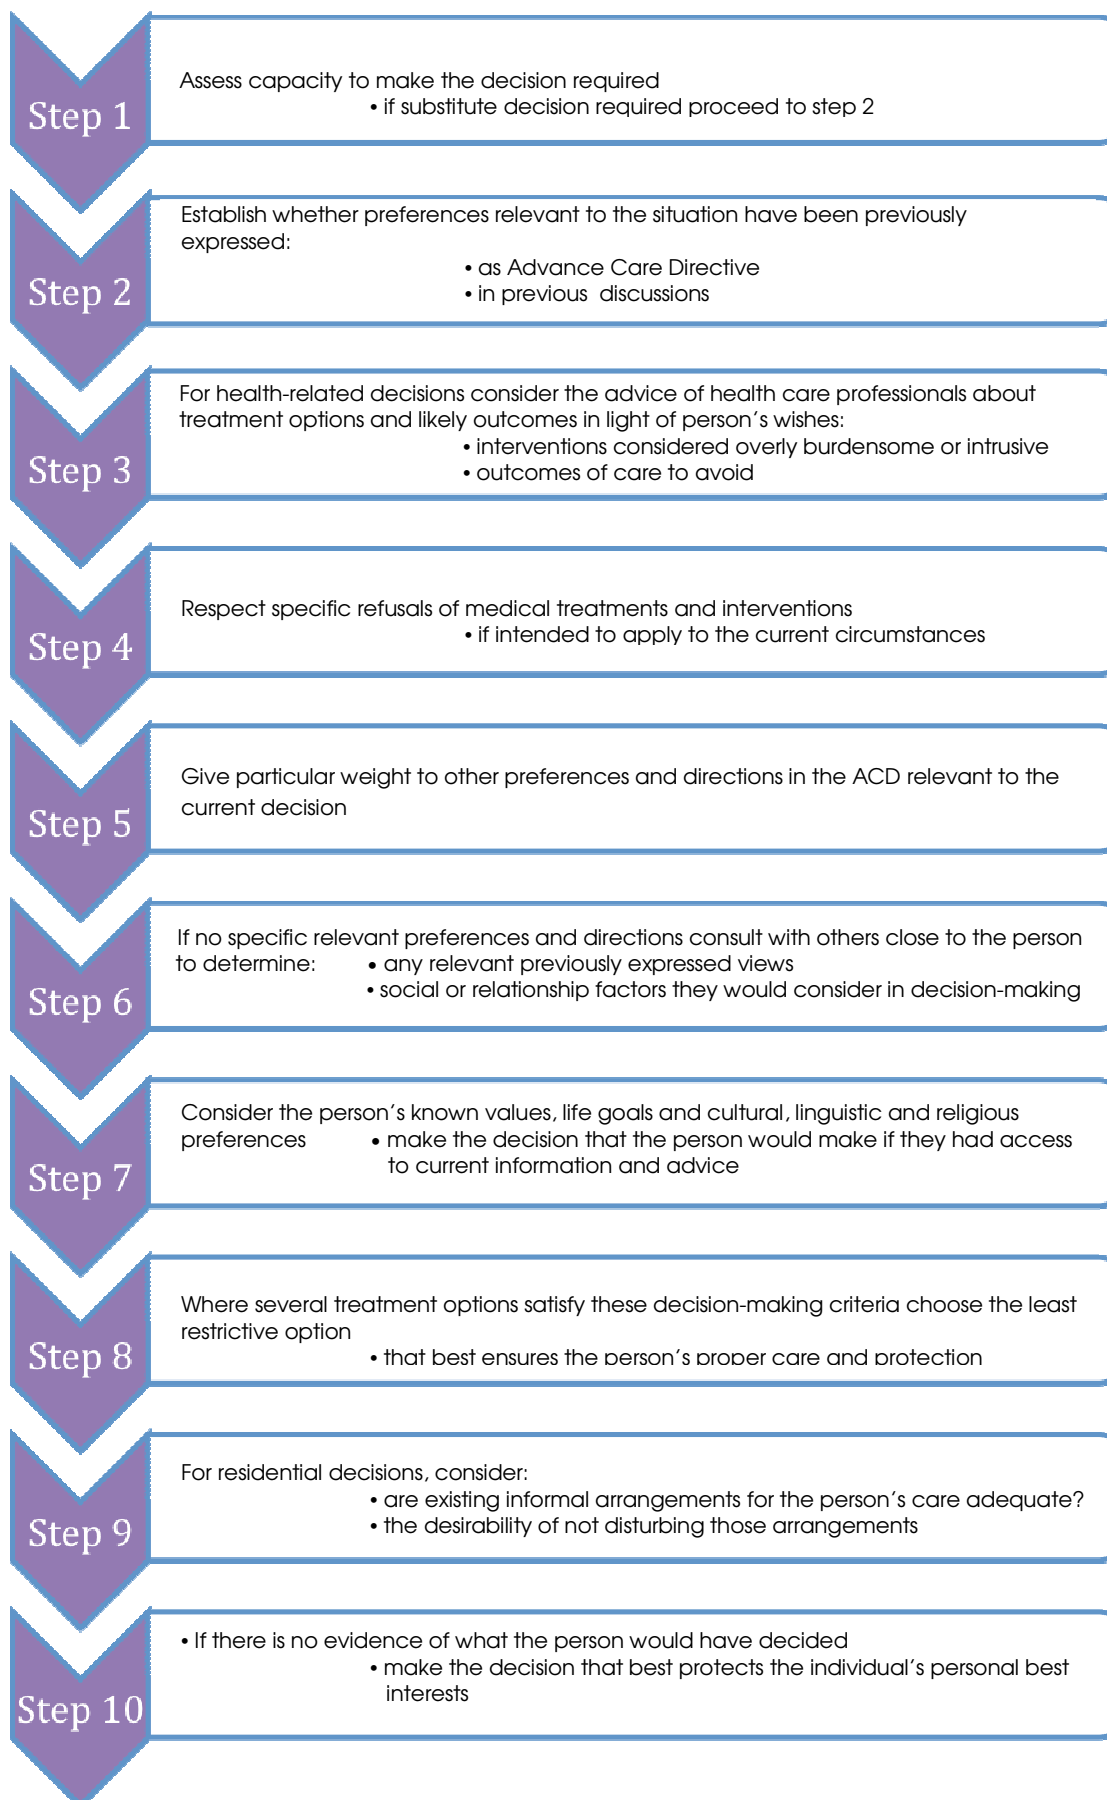 Step 1
Assess capacity to make the decision required
• if substitute decision required proceed to step 2
Step 2
Establish whether preferences relevant to the situation have been previously
expressed:
• as Advance Care Directive
• in previous discussions
Step 3
For health-related decisions consider the advice of health care professionals about
treatment options and likely outcomes in light of person's wishes:
• interventions considered overly burdensome or intrusive
• outcomes of care to avoid
Step 4
Respect specific refusals of medical treatments and interventions
• if intended to apply to the current circumstances
Step 5
Give particular weight to other preferences and directions in the ACD relevant to the
current decision
Step 6
If no specific relevant preferences and directions consult with others close to the person
to determine: • any relevant previously expressed views
• social or relationship factors they would consider in decision-making
Step 7
Consider the person's known values, life goals and cultural, linguistic and religious
preferences • make the decision that the person would make if they had access
to current information and advice
Step 8
Where several treatment options satisfy these decision-making criteria choose the least
restrictive option
• that best ensures the person's proper care and protection
Step 9
For residential decisions, consider:
• are existing informal arrangements for the person's care adequate?
• the desirability of not disturbing those arrangements
Step 10
• If there is no evidence of what the person would have decided
• make the decision that best protects the individual's personal best
interests